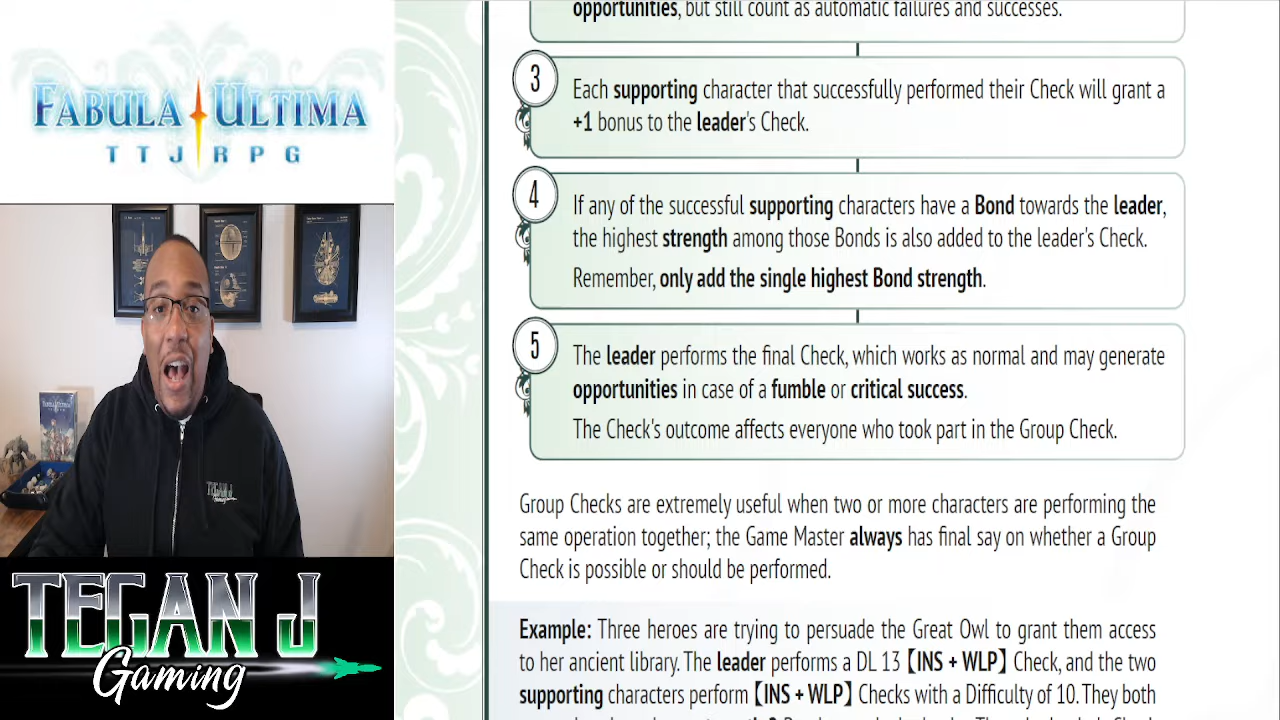 FABULA ULTIMA
TTJRPG
TEGAN J
Gaming
TEGAN J
opportunities, but still count as automatic failures and successes.
3
Each supporting character that successfully performed their Check will grant a
+1 bonus to the leader's Check.
4
If any of the successful supporting characters have a Bond towards the leader,
the highest strength among those Bonds is also added to the leader's Check.
Remember, only add the single highest Bond strength.
5
The leader performs the final Check, which works as normal and may generate
opportunities in case of a fumble or critical success.
The Check's outcome affects everyone who took part in the Group Check.
Group Checks are extremely useful when two or more characters are performing the
same operation together; the Game Master always has final say on whether a Group
Check is possible or should be performed.
Example: Three heroes are trying to persuade the Great Owl to grant them access
to her ancient library. The leader performs a DL 13 【INS + WLP】 Check, and the two
supporting characters perform 【INS + WLP】 Checks with a Difficulty of 10. They both